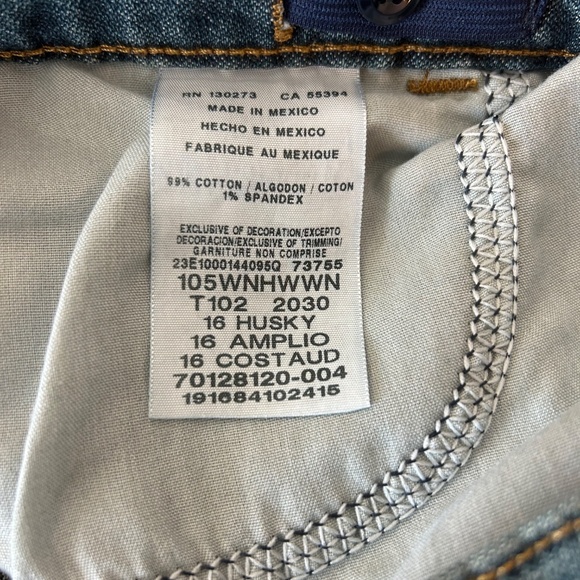 RN 130273 CA 55394
MADE IN MEXICO
HECHO EN MEXICO
FABRIQUE AU MEXIQUE
99% COTTON / ALGODON / COTON
1% SPANDEX
EXCLUSIVE OF DECORATION/EXCEPTO
DECORACION/EXCLUSIVE OF TRIMMING/
GARNITURE NON COMPRISE
23E1000144095Q 73755
105WNHWWN
T102 2030
16 HUSKY
16 AMPLIO
16 COSTAUD
70128120-004
191684102415